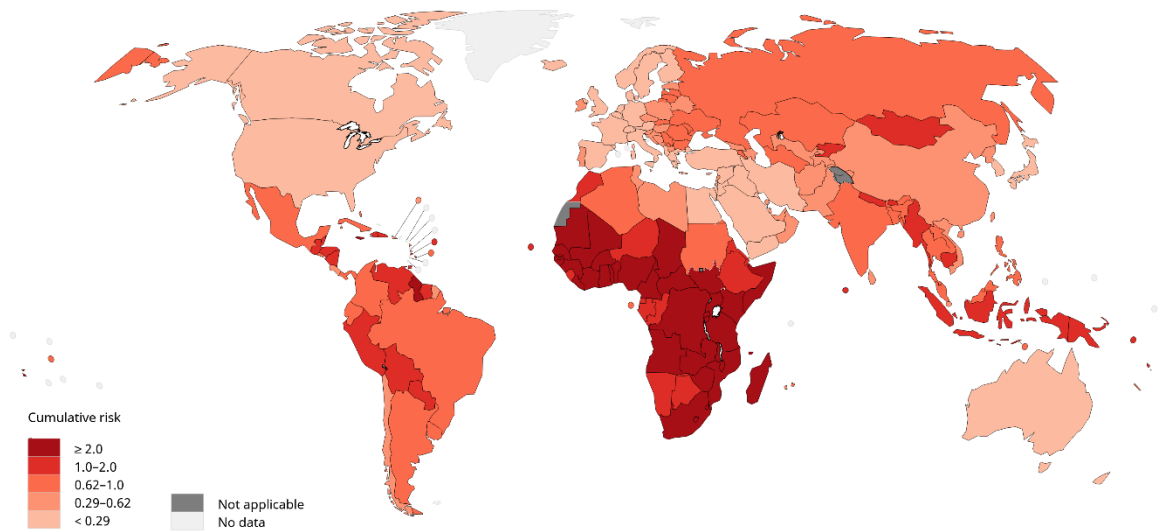 Cumulative risk
≥ 2.0
1.0–2.0
0.62–1.0
0.29–0.62
< 0.29
Not applicable
No data